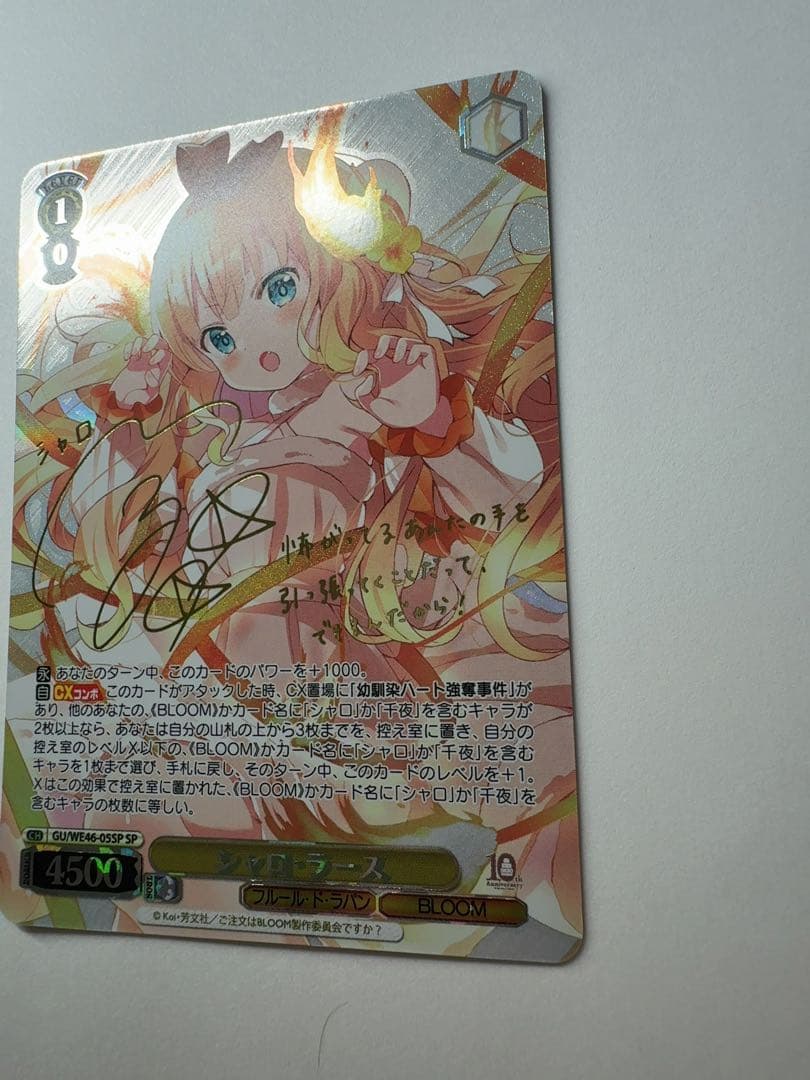 LEVEL
1
0
シャロ
怖がってるあなたの手を
引っ張ってくことだって、
できるんだから!
永 あなたのターン中、このカードのパワーを+1000。
自 CXコンボ このカードがアタックした時、CX置場に「幼馴染ハート強奪事件」が
あり、他のあなたの、《BLOOM》かカード名に「シャロ」か「千夜」を含むキャラが
2枚以上なら、あなたは自分の山札の上から3枚までを、控え室に置き、自分の
控え室のレベルX以下の、《BLOOM》かカード名に「シャロ」か「千夜」を含む
キャラを1枚まで選び、手札に戻し、そのターン中、このカードのレベルを+1。
Xはこの効果で控え室に置かれた、《BLOOM》かカード名に「シャロ」か「千夜」を
含むキャラの枚数に等しい。
CH GU/WE46-05SP SP
4500
SOUL
シャロ・ラース
10th
Anniversary
フルール・ド・ラパン BLOOM
© Koi・芳文社/ご注文はBLOOM製作委員会ですか?